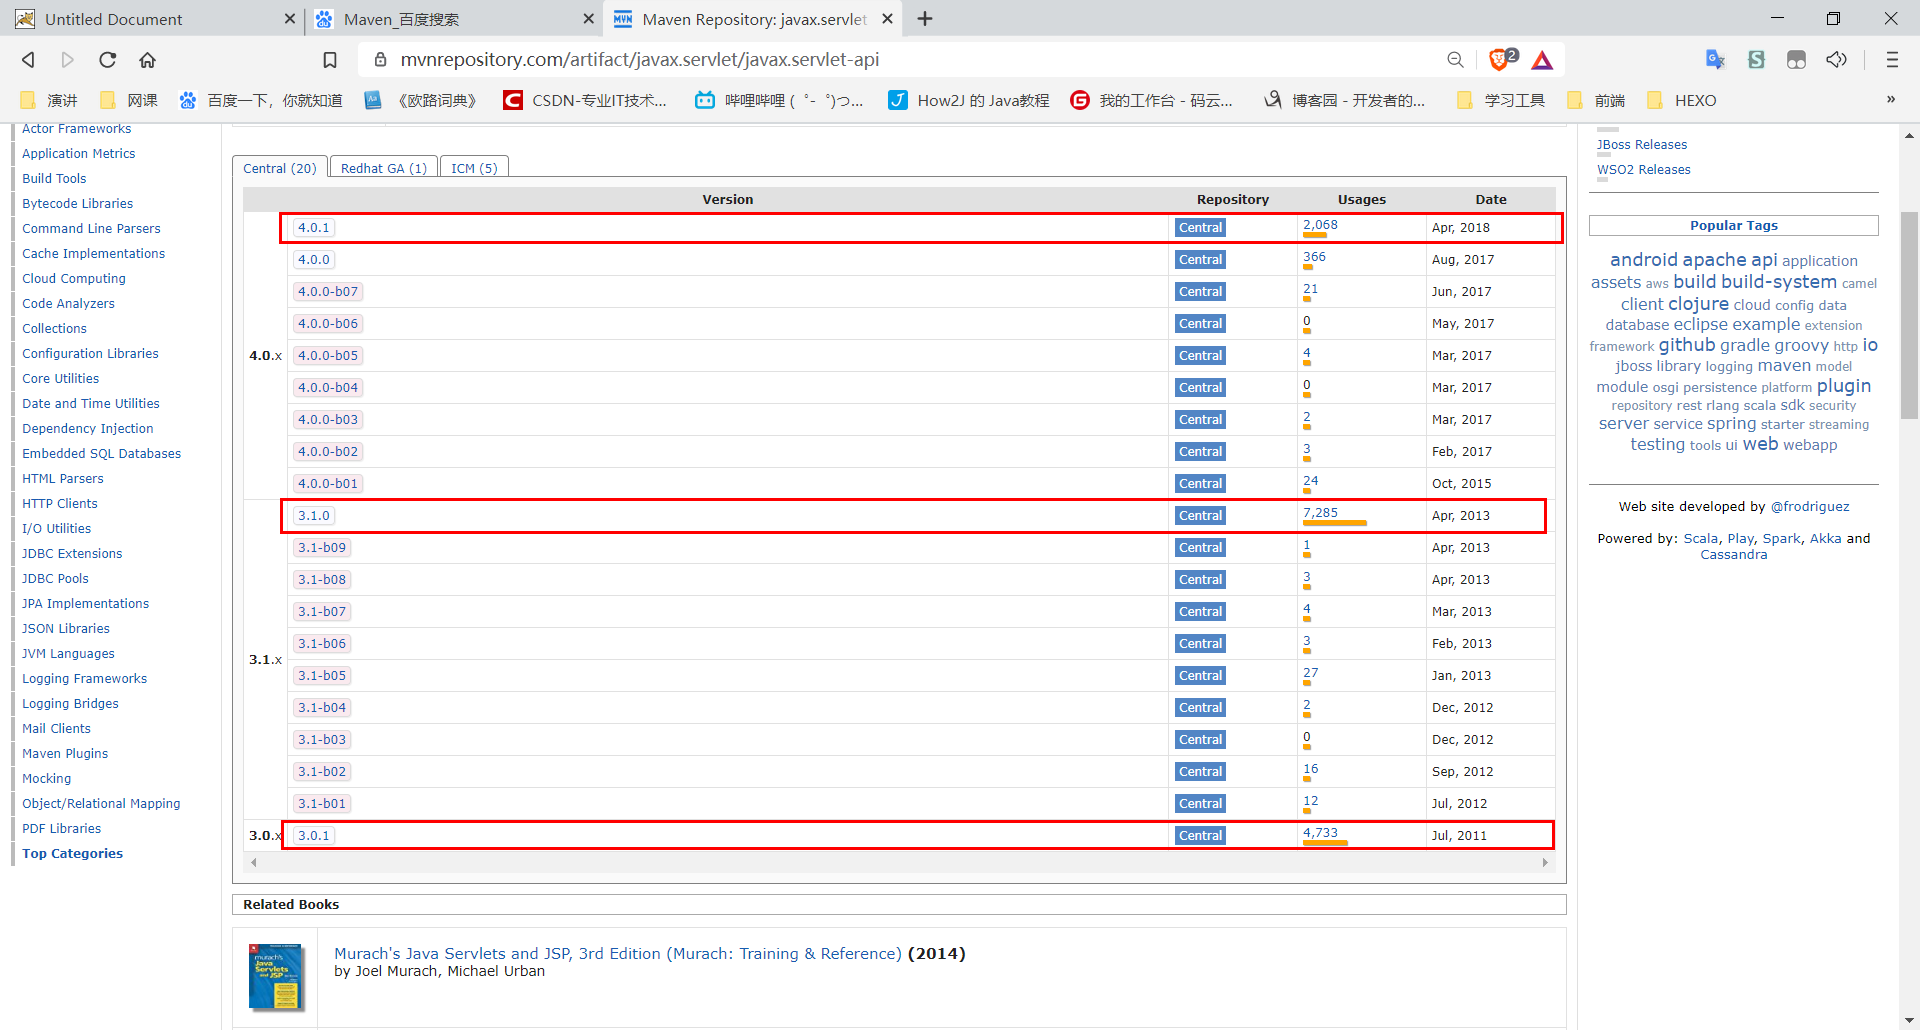 Untitled Document
Maven_百度搜索
MVN Maven Repository: javax.servlet
mvnrepository.com/artifact/javax.servlet/javax.servlet-api
2
演讲 网课 百度一下，你就知道 《欧路词典》 CSDN-专业IT技术... 哔哩哔哩 ( ゜- ゜)つ... How2J 的 Java教程 我的工作台 - 码云... 博客园 - 开发者的... 学习工具 前端 HEXO »
Actor Frameworks
Application Metrics
Build Tools
Bytecode Libraries
Command Line Parsers
Cache Implementations
Cloud Computing
Code Analyzers
Collections
Configuration Libraries
Core Utilities
Date and Time Utilities
Dependency Injection
Embedded SQL Databases
HTML Parsers
HTTP Clients
I/O Utilities
JDBC Extensions
JDBC Pools
JPA Implementations
JSON Libraries
JVM Languages
Logging Frameworks
Logging Bridges
Mail Clients
Maven Plugins
Mocking
Object/Relational Mapping
PDF Libraries
Top Categories
Central (20) Redhat GA (1) ICM (5)
Version Repository Usages Date
4.0.1 Central 2,068 Apr, 2018
4.0.0 Central 366 Aug, 2017
4.0.0-b07 Central 21 Jun, 2017
4.0.0-b06 Central 0 May, 2017
4.0.x 4.0.0-b05 Central 4 Mar, 2017
4.0.0-b04 Central 0 Mar, 2017
4.0.0-b03 Central 2 Mar, 2017
4.0.0-b02 Central 3 Feb, 2017
4.0.0-b01 Central 24 Oct, 2015
3.1.0 Central 7,285 Apr, 2013
3.1-b09 Central 1 Apr, 2013
3.1-b08 Central 3 Apr, 2013
3.1-b07 Central 4 Mar, 2013
3.1-b06 Central 3 Feb, 2013
3.1.x
3.1-b05 Central 27 Jan, 2013
3.1-b04 Central 2 Dec, 2012
3.1-b03 Central 0 Dec, 2012
3.1-b02 Central 16 Sep, 2012
3.1-b01 Central 12 Jul, 2012
3.0.x 3.0.1 Central 4,733 Jul, 2011
Related Books
murach's
Java
Servlets
and JSP
Murach's Java Servlets and JSP, 3rd Edition (Murach: Training & Reference) (2014)
by Joel Murach, Michael Urban
JBoss Releases
WSO2 Releases
Popular Tags
android apache api application
assets aws build build-system camel
client clojure cloud config data
database eclipse example extension
framework github gradle groovy http io
jboss library logging maven model
module osgi persistence platform plugin
repository rest rlang scala sdk security
server service spring starter streaming
testing tools ui web webapp
Web site developed by @frodriguez
Powered by: Scala, Play, Spark, Akka and
Cassandra